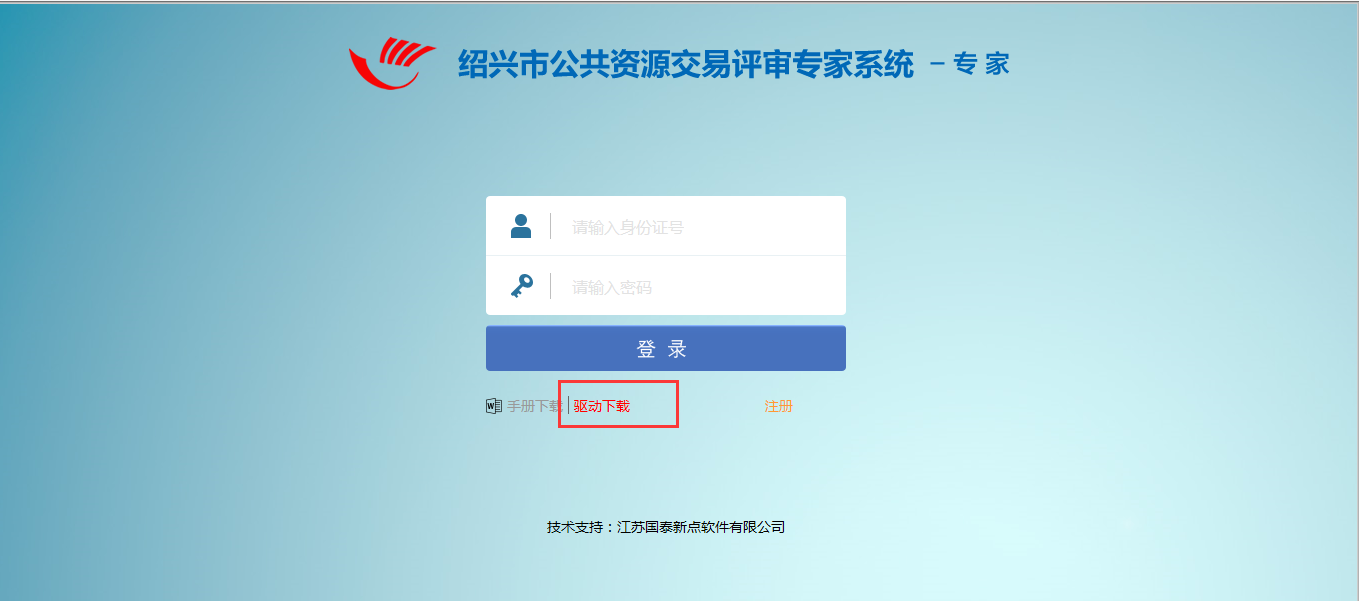 绍兴市公共资源交易评审专家系统 – 专 家
请输入身份证号
请输入密码
登 录
手册下载 | 驱动下载 注册
技术支持：江苏国泰新点软件有限公司